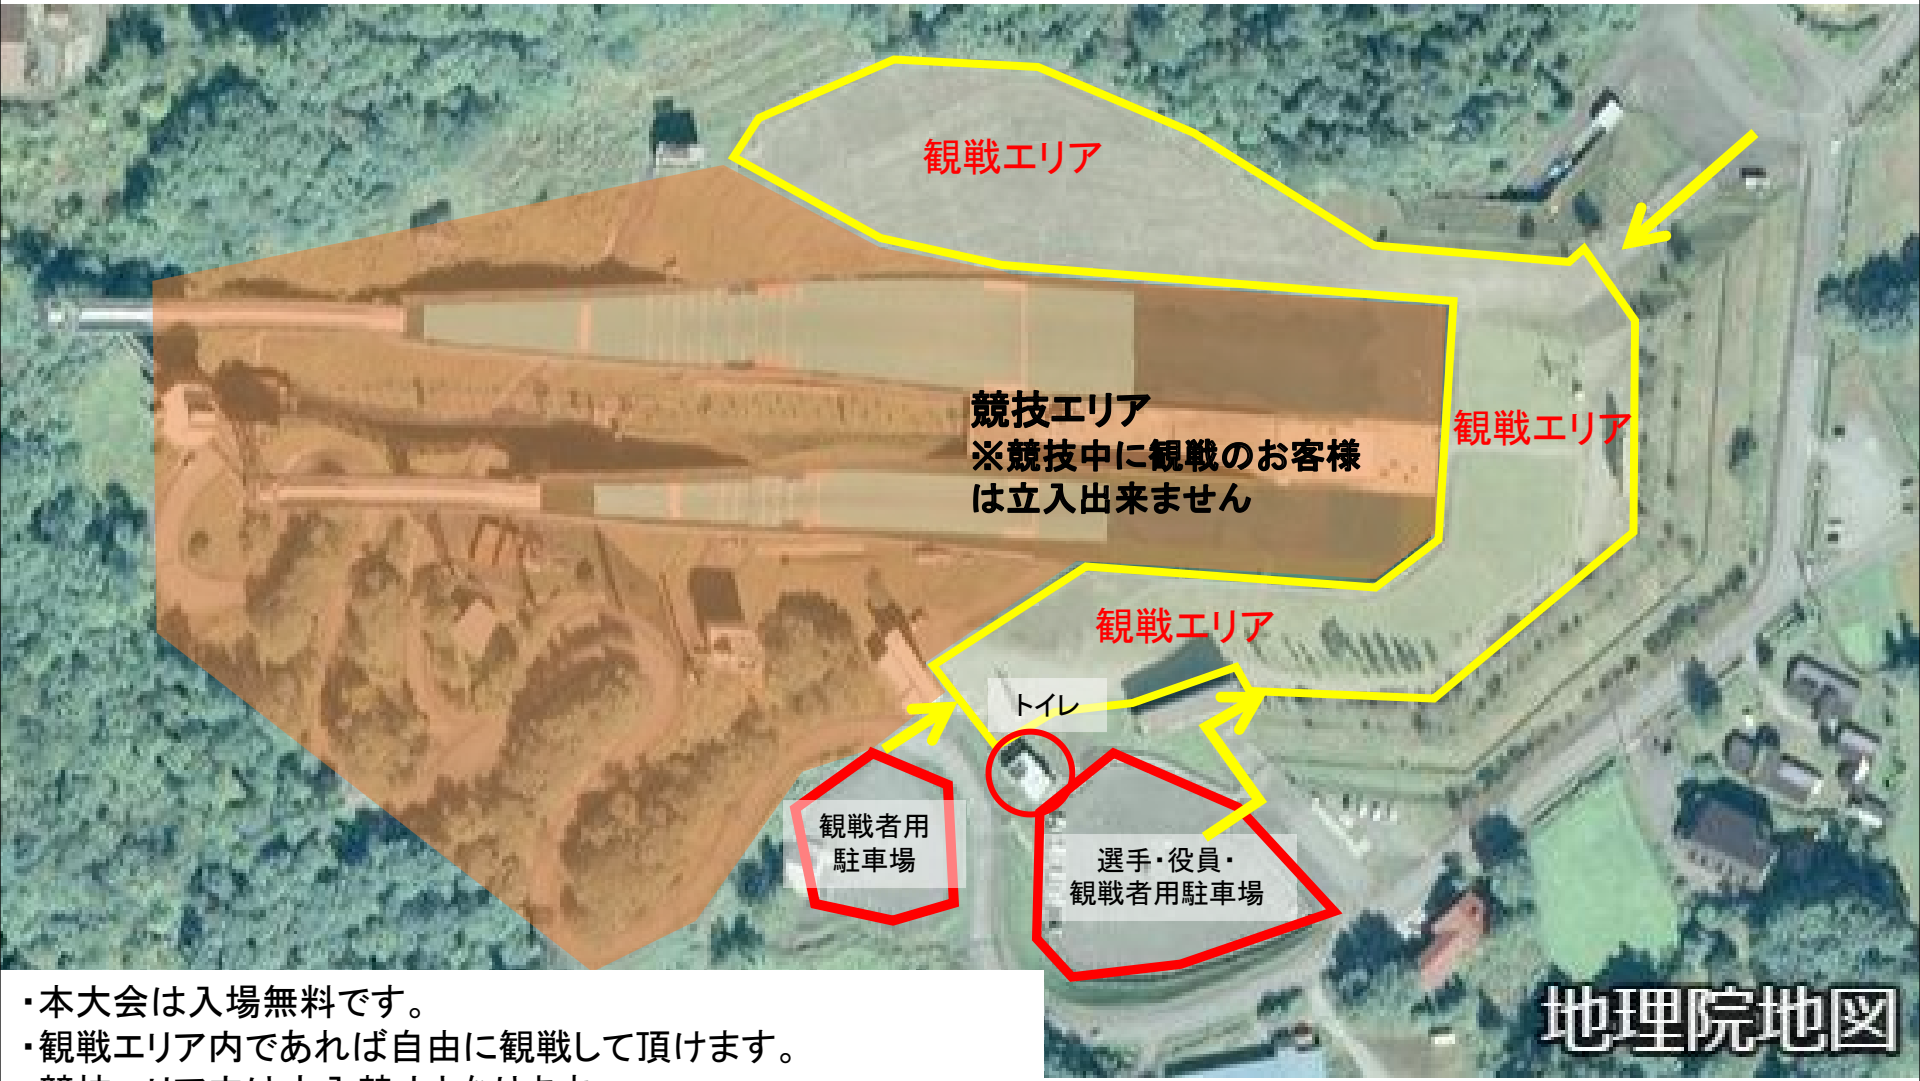 観戦エリア
競技エリア
※競技中に観戦のお客様
は立入出来ません
観戦エリア
観戦エリア
トイレ
観戦者用
駐車場
選手・役員・
観戦者用駐車場
・本大会は入場無料です。
・観戦エリア内であれば自由に観戦して頂けます。
地理院地図